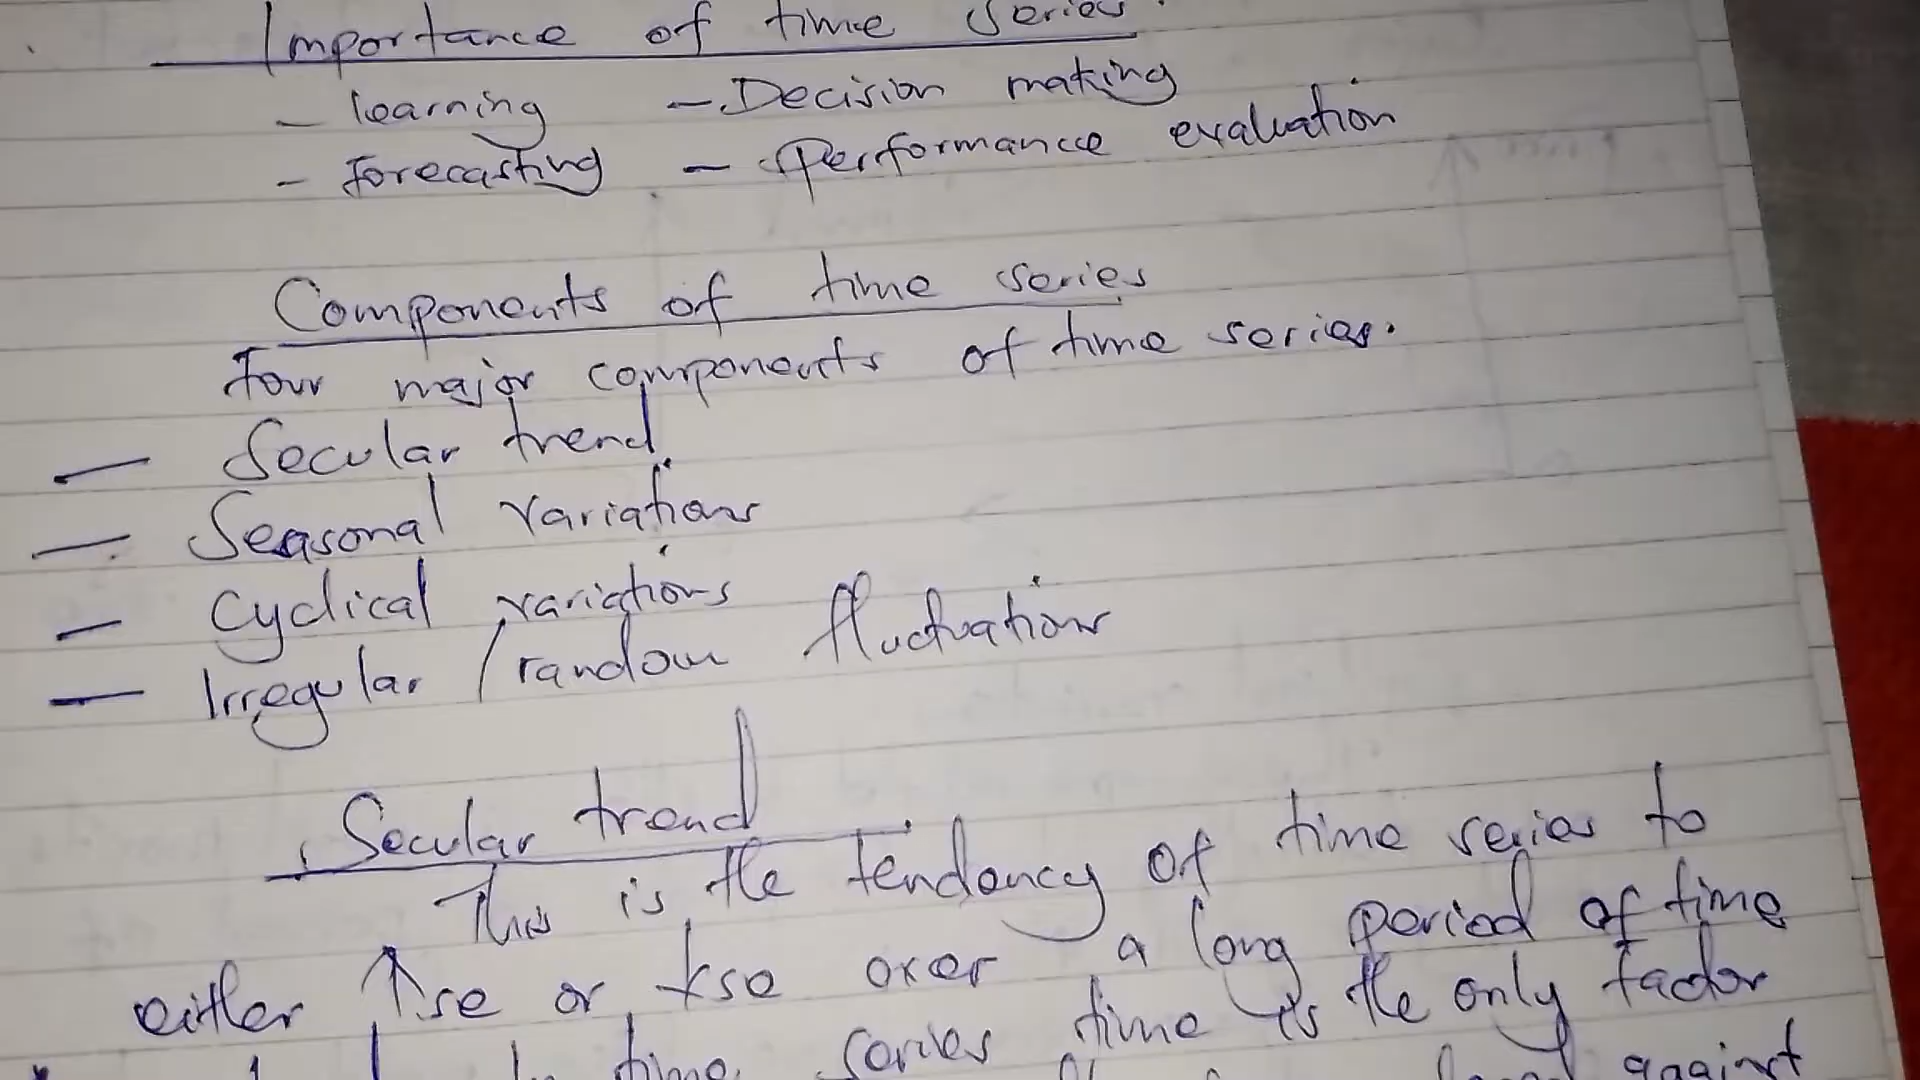 Importance of time series.
- learning - Decision making
- forecasting - Performance evaluation
Components of time series
Four major components of time series.
- Secular trend
- Seasonal variations
- Cyclical variations
- Irregular / random fluctuations
Secular trend
This is the tendency of time series to
either ↑se or ↓se over a long period of time
time series time is the only factor
against